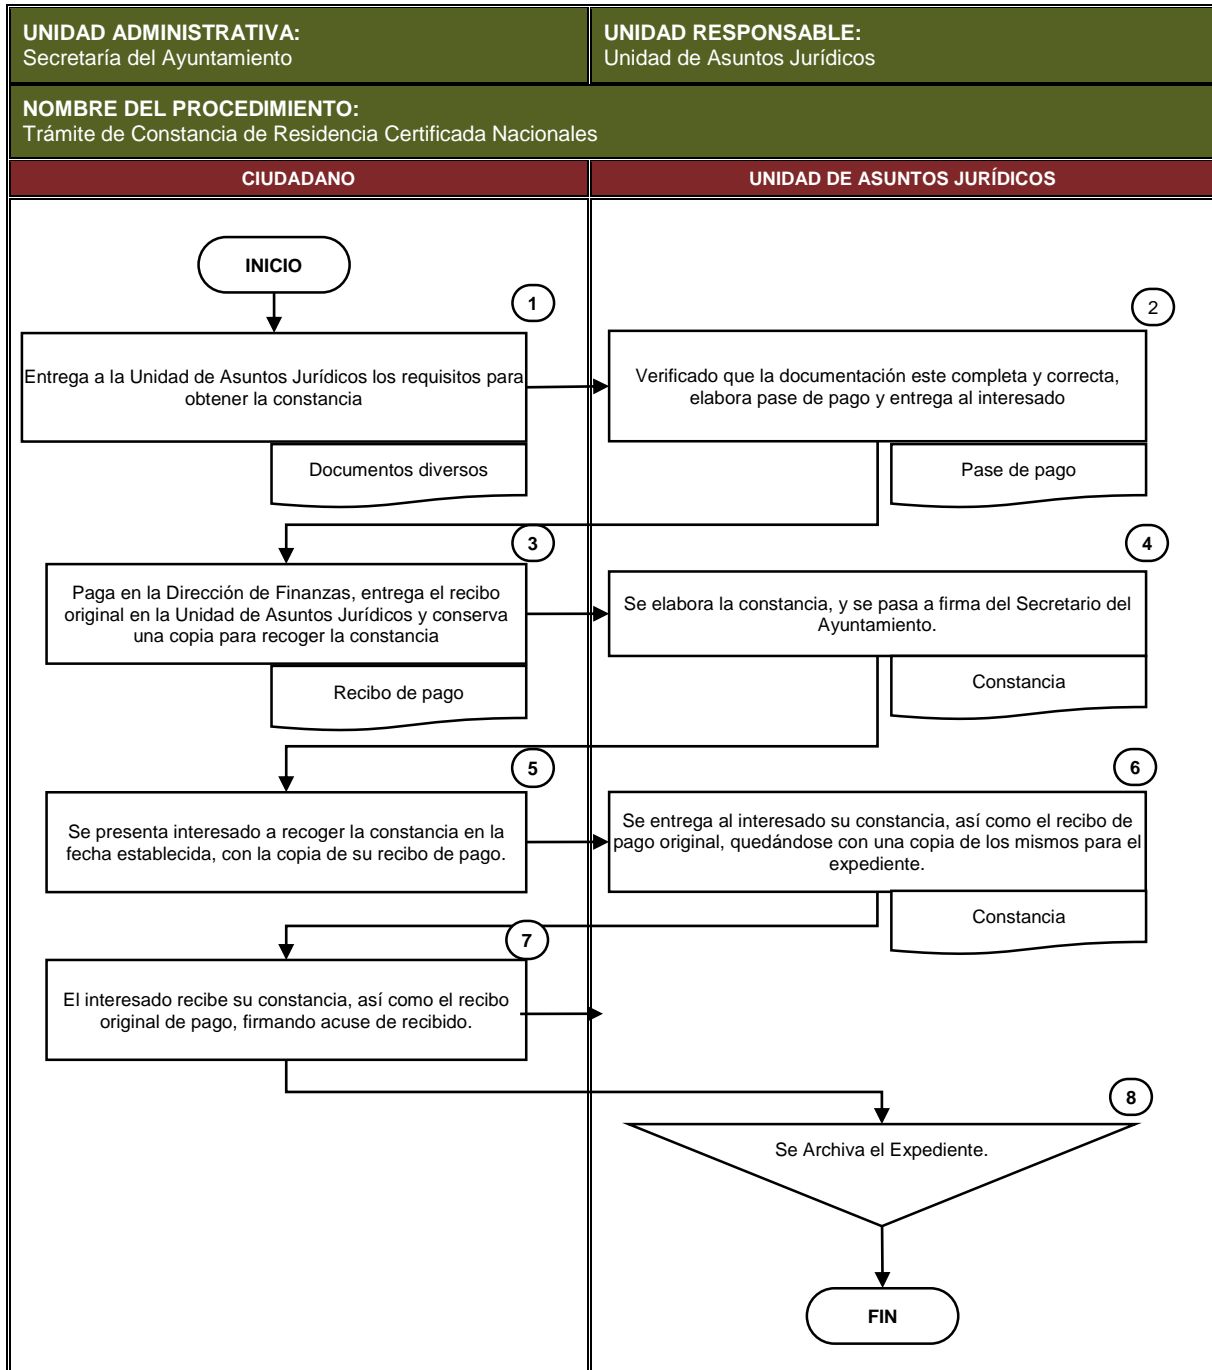 UNIDAD ADMINISTRATIVA:
Secretaría del Ayuntamiento
UNIDAD RESPONSABLE:
Unidad de Asuntos Jurídicos
NOMBRE DEL PROCEDIMIENTO:
Trámite de Constancia de Residencia Certificada Nacionales
CIUDADANO
UNIDAD DE ASUNTOS JURÍDICOS
INICIO
1
Entrega a la Unidad de Asuntos Jurídicos los requisitos para
obtener la constancia
Documentos diversos
2
Verificado que la documentación este completa y correcta,
elabora pase de pago y entrega al interesado
Pase de pago
3
Paga en la Dirección de Finanzas, entrega el recibo
original en la Unidad de Asuntos Jurídicos y conserva
una copia para recoger la constancia
Recibo de pago
4
Se elabora la constancia, y se pasa a firma del Secretario del
Ayuntamiento.
Constancia
5
Se presenta interesado a recoger la constancia en la
fecha establecida, con la copia de su recibo de pago.
6
Se entrega al interesado su constancia, así como el recibo de
pago original, quedándose con una copia de los mismos para el
expediente.
Constancia
7
El interesado recibe su constancia, así como el recibo
original de pago, firmando acuse de recibido.
8
Se Archiva el Expediente.
FIN